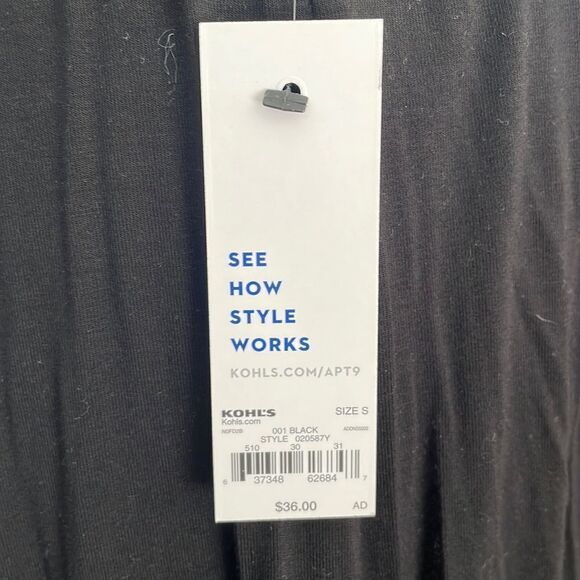 SEE
HOW
STYLE
WORKS
KOHLS.COM/APT9
KOHL'S SIZE S
Kohls.com
001 BLACK
STYLE 020587Y
510 30 31
6 37348 62684 7
$36.00 AD